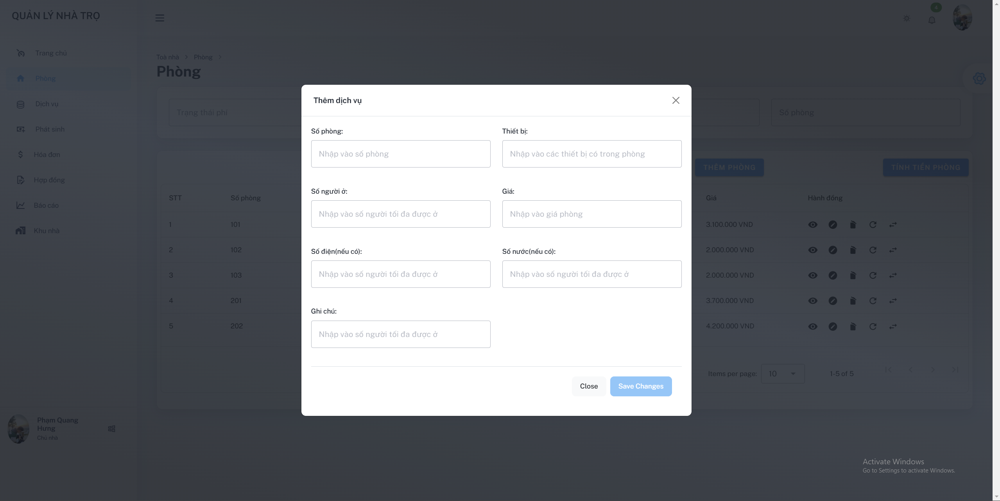 QUẢN LÝ NHÀ TRỌ
4
Trang chủ
Phòng
Dịch vụ
Phát sinh
Hóa đơn
Hợp đồng
Báo cáo
Khu nhà
Phạm Quang
Hưng
Chủ nhà
Toà nhà > Phòng >
Phòng
Trạng thái phí
Số phòng
THÊM PHÒNG
TÍNH TIỀN PHÒNG
STT Số phòng Giá Hành đồng
1 101 3.100.000 VND
2 102 2.000.000 VND
3 103 2.000.000 VND
4 201 3.700.000 VND
5 202 4.200.000 VND
Items per page: 10 1-5 of 5
Thêm dịch vụ
Số phòng:
Nhập vào số phòng
Thiết bị:
Nhập vào các thiết bị có trong phòng
Số người ở:
Nhập vào số người tối đa được ở
Giá:
Nhập vào giá phòng
Số điện(nếu có):
Nhập vào số người tối đa được ở
Số nước(nếu có):
Nhập vào số người tối đa được ở
Ghi chú:
Nhập vào số người tối đa được ở
Close
Save Changes
Activate Windows
Go to Settings to activate Windows.